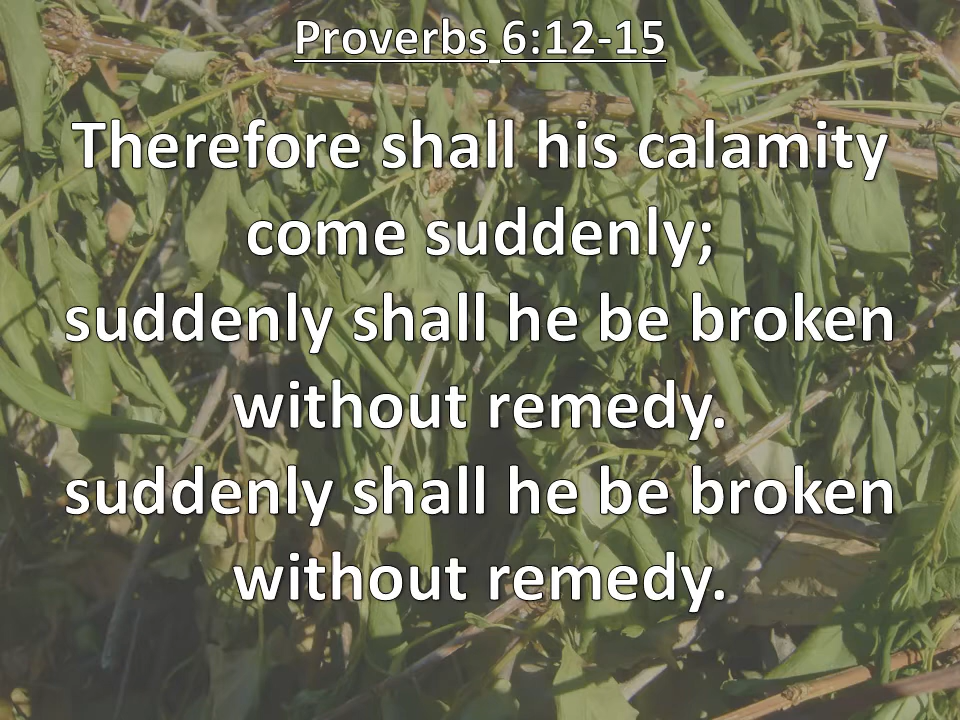 Proverbs 6:12-15
Therefore shall his calamity
come suddenly;
suddenly shall he be broken
without remedy.
suddenly shall he be broken
without remedy.